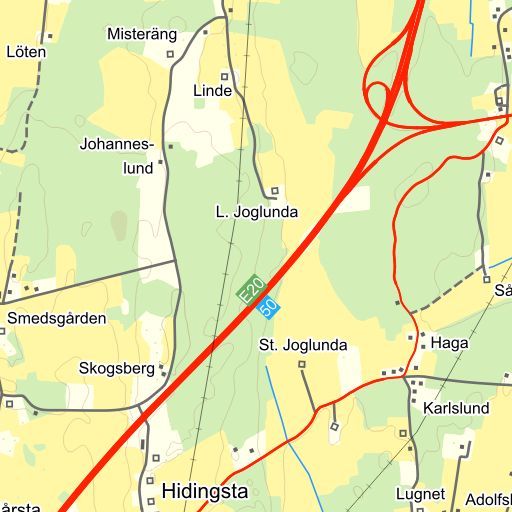 Misteräng
Löten
Linde
Johannes-
lund
L. Joglunda
E20
50
Smedsgården
St. Joglunda
Haga
Skogsberg
Karlslund
Hidingsta
Lugnet